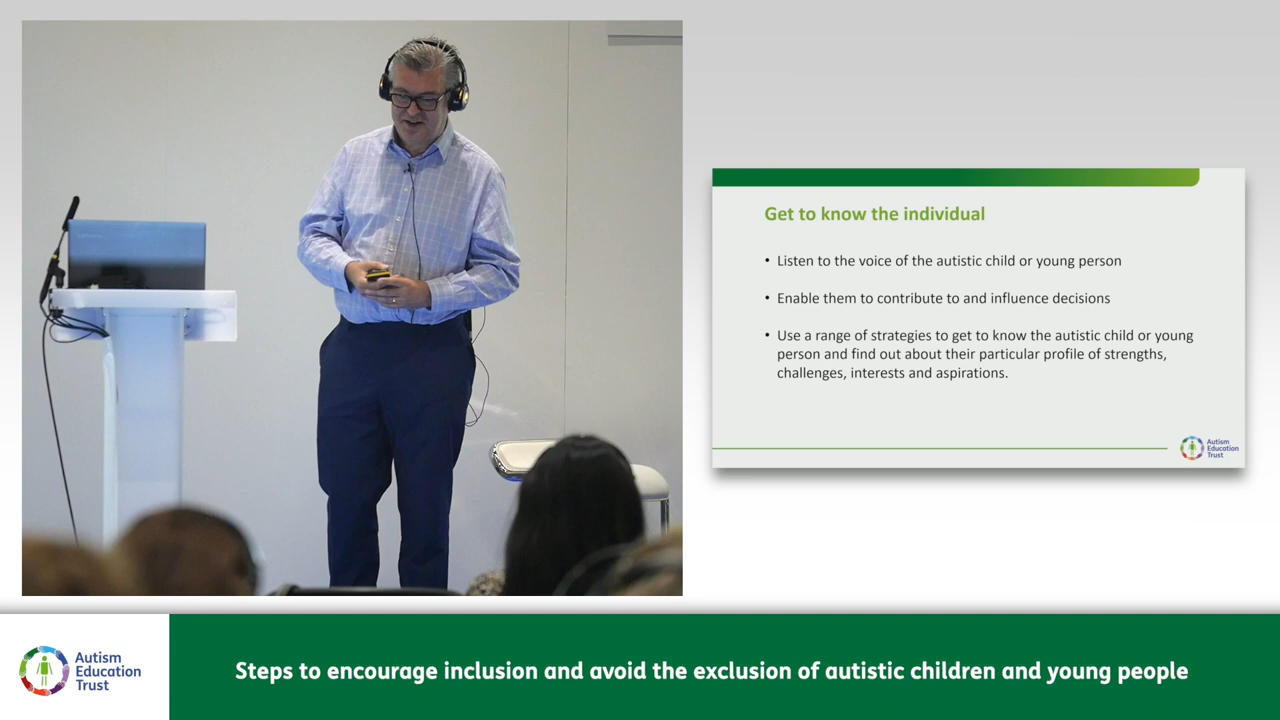 Get to know the individual
• Listen to the voice of the autistic child or young person
• Enable them to contribute to and influence decisions
• Use a range of strategies to get to know the autistic child or young
person and find out about their particular profile of strengths,
challenges, interests and aspirations.
Autism
Education
Trust
Autism
Education
Trust
Steps to encourage inclusion and avoid the exclusion of autistic children and young people